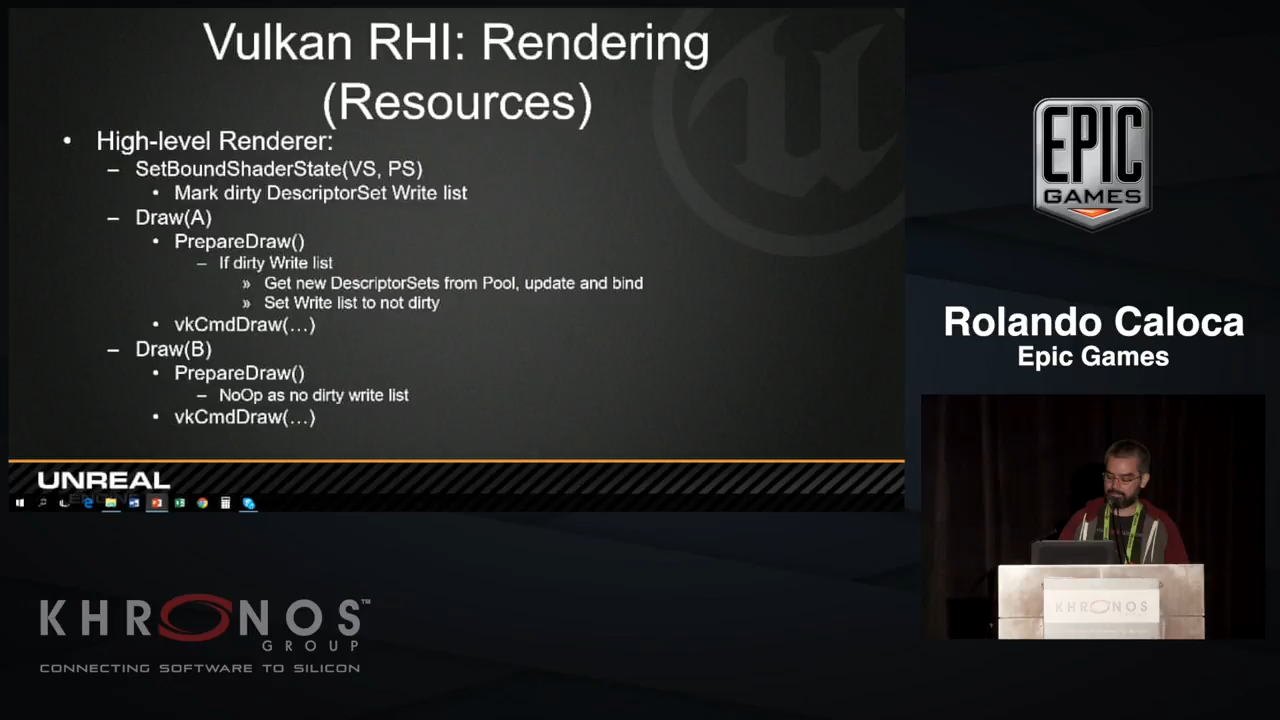 Vulkan RHI: Rendering
(Resources)
• High-level Renderer:
– SetBoundShaderState(VS, PS)
• Mark dirty DescriptorSet Write list
– Draw(A)
• PrepareDraw()
– If dirty Write list
» Get new DescriptorSets from Pool, update and bind
» Set Write list to not dirty
• vkCmdDraw(…)
– Draw(B)
• PrepareDraw()
– NoOp as no dirty write list
• vkCmdDraw(…)
UNREAL
EPIC
GAMES
Rolando Caloca
Epic Games
KHRONOS
KHRONOS™
GROUP
CONNECTING SOFTWARE TO SILICON